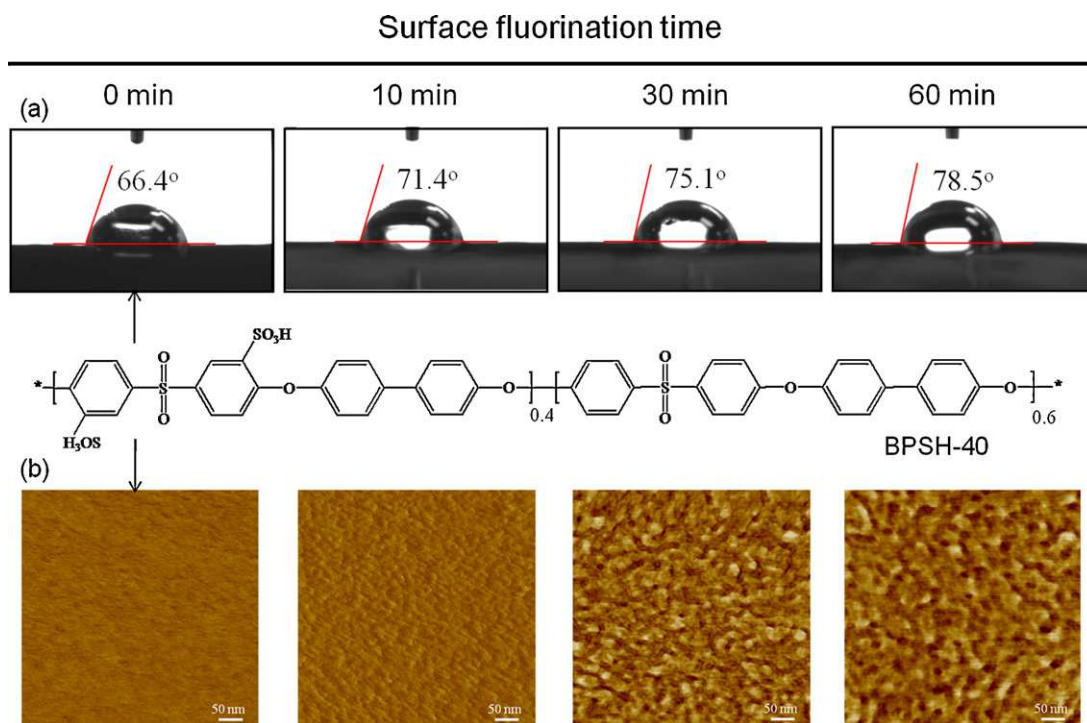 Surface fluorination time
(a)
0 min 10 min 30 min 60 min
66.4° 71.4° 75.1° 78.5°
SO₃H
* O S O O O 0.4 O S O O O 0.6 *
H₃OS
BPSH-40
(b)
50 nm 50 nm 50 nm 50 nm